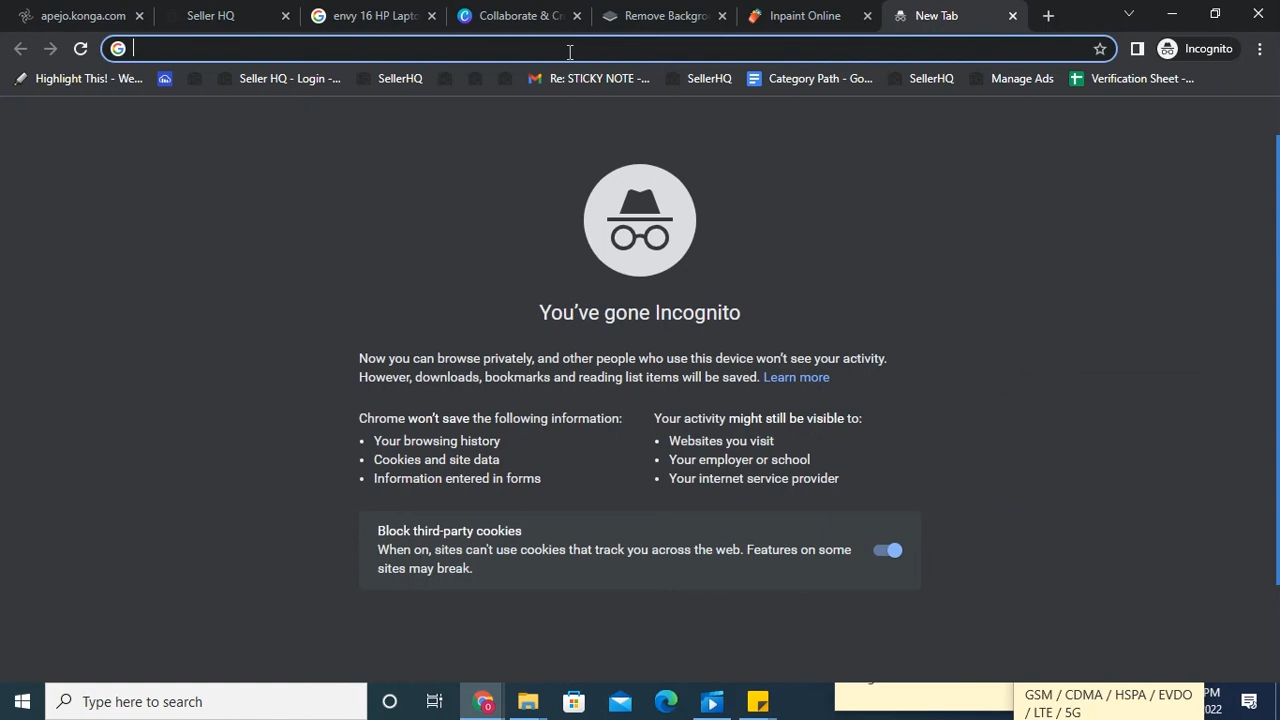 apejo.konga.com
Seller HQ
envy 16 HP Lapto
Collaborate & Cr
Remove Backgro
Inpaint Online
New Tab
Incognito
Highlight This! - We...
Seller HQ - Login -...
SellerHQ
Re: STICKY NOTE -...
SellerHQ
Category Path - Go...
SellerHQ
Manage Ads
Verification Sheet -...
You've gone Incognito
Now you can browse privately, and other people who use this device won't see your activity.
However, downloads, bookmarks and reading list items will be saved. Learn more
Chrome won't save the following information:
• Your browsing history
• Cookies and site data
• Information entered in forms
Your activity might still be visible to:
• Websites you visit
• Your employer or school
• Your internet service provider
Block third-party cookies
When on, sites can't use cookies that track you across the web. Features on some
sites may break.
Type here to search
GSM / CDMA / HSPA / EVDO
/ LTE / 5G
PM
2022